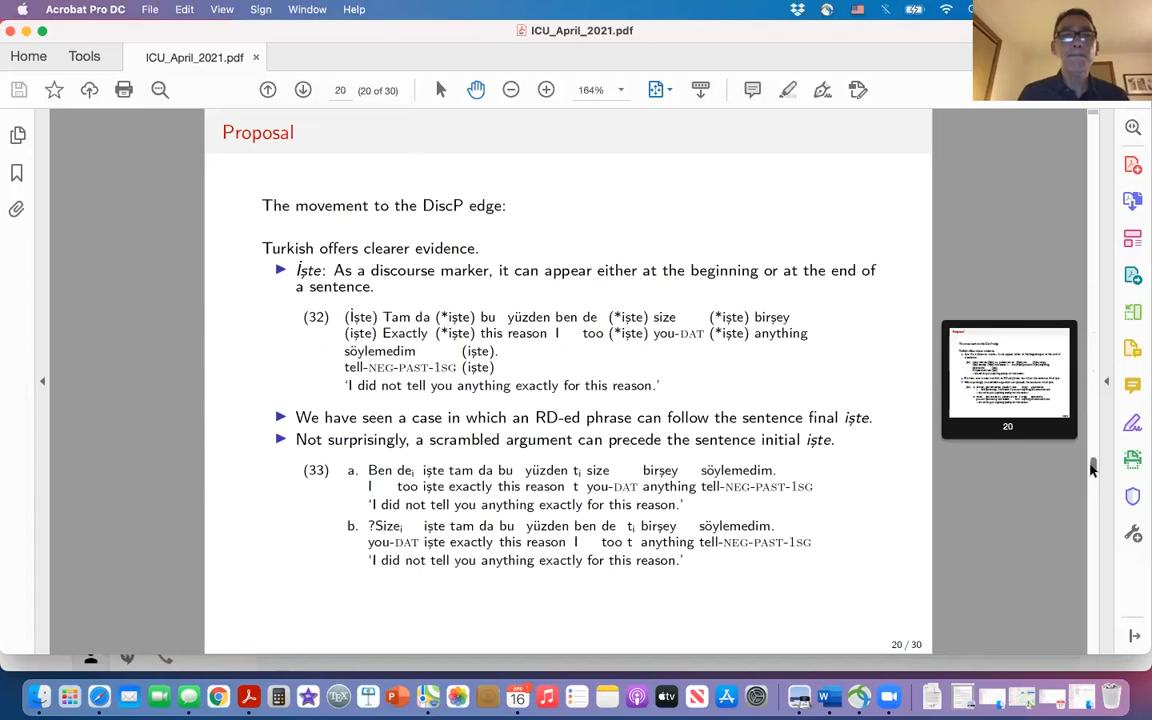 Acrobat Pro DC File Edit View Sign Window Help
ICU_April_2021.pdf
Home Tools ICU_April_2021.pdf ×
20 (20 of 30) 164%
Proposal
The movement to the DiscP edge:
Turkish offers clearer evidence.
İşte: As a discourse marker, it can appear either at the beginning or at the end of
a sentence.
(32) (İşte) Tam da (*işte) bu yüzden ben de (*işte) size (*işte) birşey
(işte) Exactly (*işte) this reason I too (*işte) you-DAT (*işte) anything
söylemedim (işte).
tell-NEG-PAST-1SG (işte)
‘I did not tell you anything exactly for this reason.’
We have seen a case in which an RD-ed phrase can follow the sentence final işte.
Not surprisingly, a scrambled argument can precede the sentence initial işte.
(33) a. Ben deᵢ işte tam da bu yüzden tᵢ size birşey söylemedim.
I too işte exactly this reason t you-DAT anything tell-NEG-PAST-1SG
‘I did not tell you anything exactly for this reason.’
b. ?Sizeᵢ işte tam da bu yüzden ben de tᵢ birşey söylemedim.
you-DAT işte exactly this reason I too t anything tell-NEG-PAST-1SG
‘I did not tell you anything exactly for this reason.’
20 / 30
20